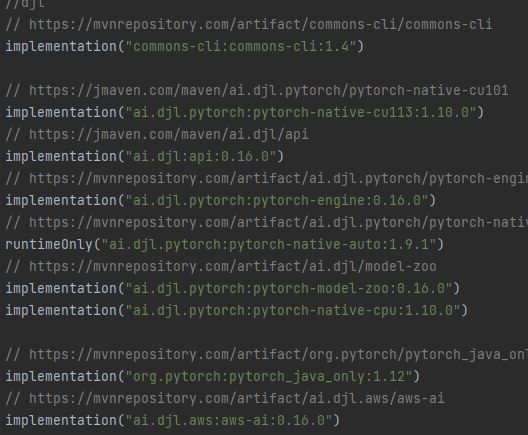 //djl
// https://mvnrepository.com/artifact/commons-cli/commons-cli
implementation("commons-cli:commons-cli:1.4")
// https://jmaven.com/maven/ai.djl.pytorch/pytorch-native-cu101
implementation("ai.djl.pytorch:pytorch-native-cu113:1.10.0")
// https://jmaven.com/maven/ai.djl/api
implementation("ai.djl:api:0.16.0")
// https://mvnrepository.com/artifact/ai.djl.pytorch/pytorch-engin
implementation("ai.djl.pytorch:pytorch-engine:0.16.0")
// https://mvnrepository.com/artifact/ai.djl.pytorch/pytorch-nativ
runtimeOnly("ai.djl.pytorch:pytorch-native-auto:1.9.1")
// https://mvnrepository.com/artifact/ai.djl/model-zoo
implementation("ai.djl.pytorch:pytorch-model-zoo:0.16.0")
implementation("ai.djl.pytorch:pytorch-native-cpu:1.10.0")
// https://mvnrepository.com/artifact/org.pytorch/pytorch_java_onl
implementation("org.pytorch:pytorch_java_only:1.12")
// https://mvnrepository.com/artifact/ai.djl.aws/aws-ai
implementation("ai.djl.aws:aws-ai:0.16.0")